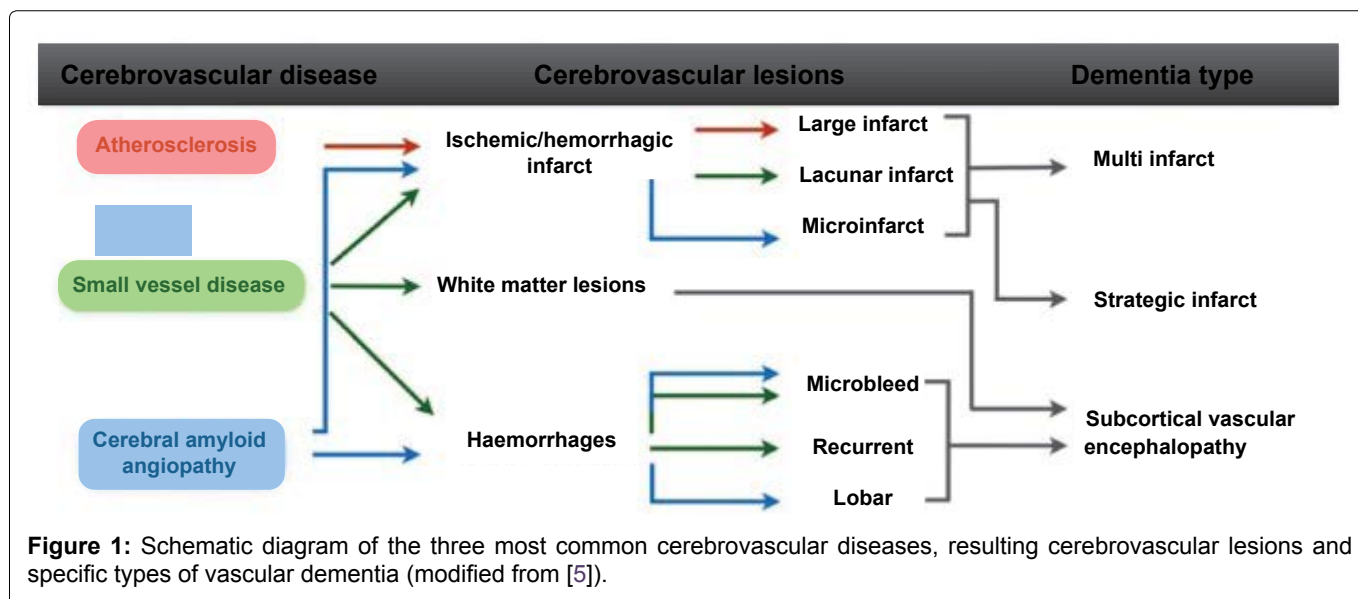 Cerebrovascular disease
Cerebrovascular lesions
Dementia type
Atherosclerosis
Ischemic/hemorrhagic
infarct
Large infarct
Lacunar infarct
Microinfarct
Multi infarct
Small vessel disease
White matter lesions
Strategic infarct
Cerebral amyloid
angiopathy
Haemorrhages
Microbleed
Recurrent
Lobar
Subcortical vascular
encephalopathy
Figure 1: Schematic diagram of the three most common cerebrovascular diseases, resulting cerebrovascular lesions and
specific types of vascular dementia (modified from [5]).